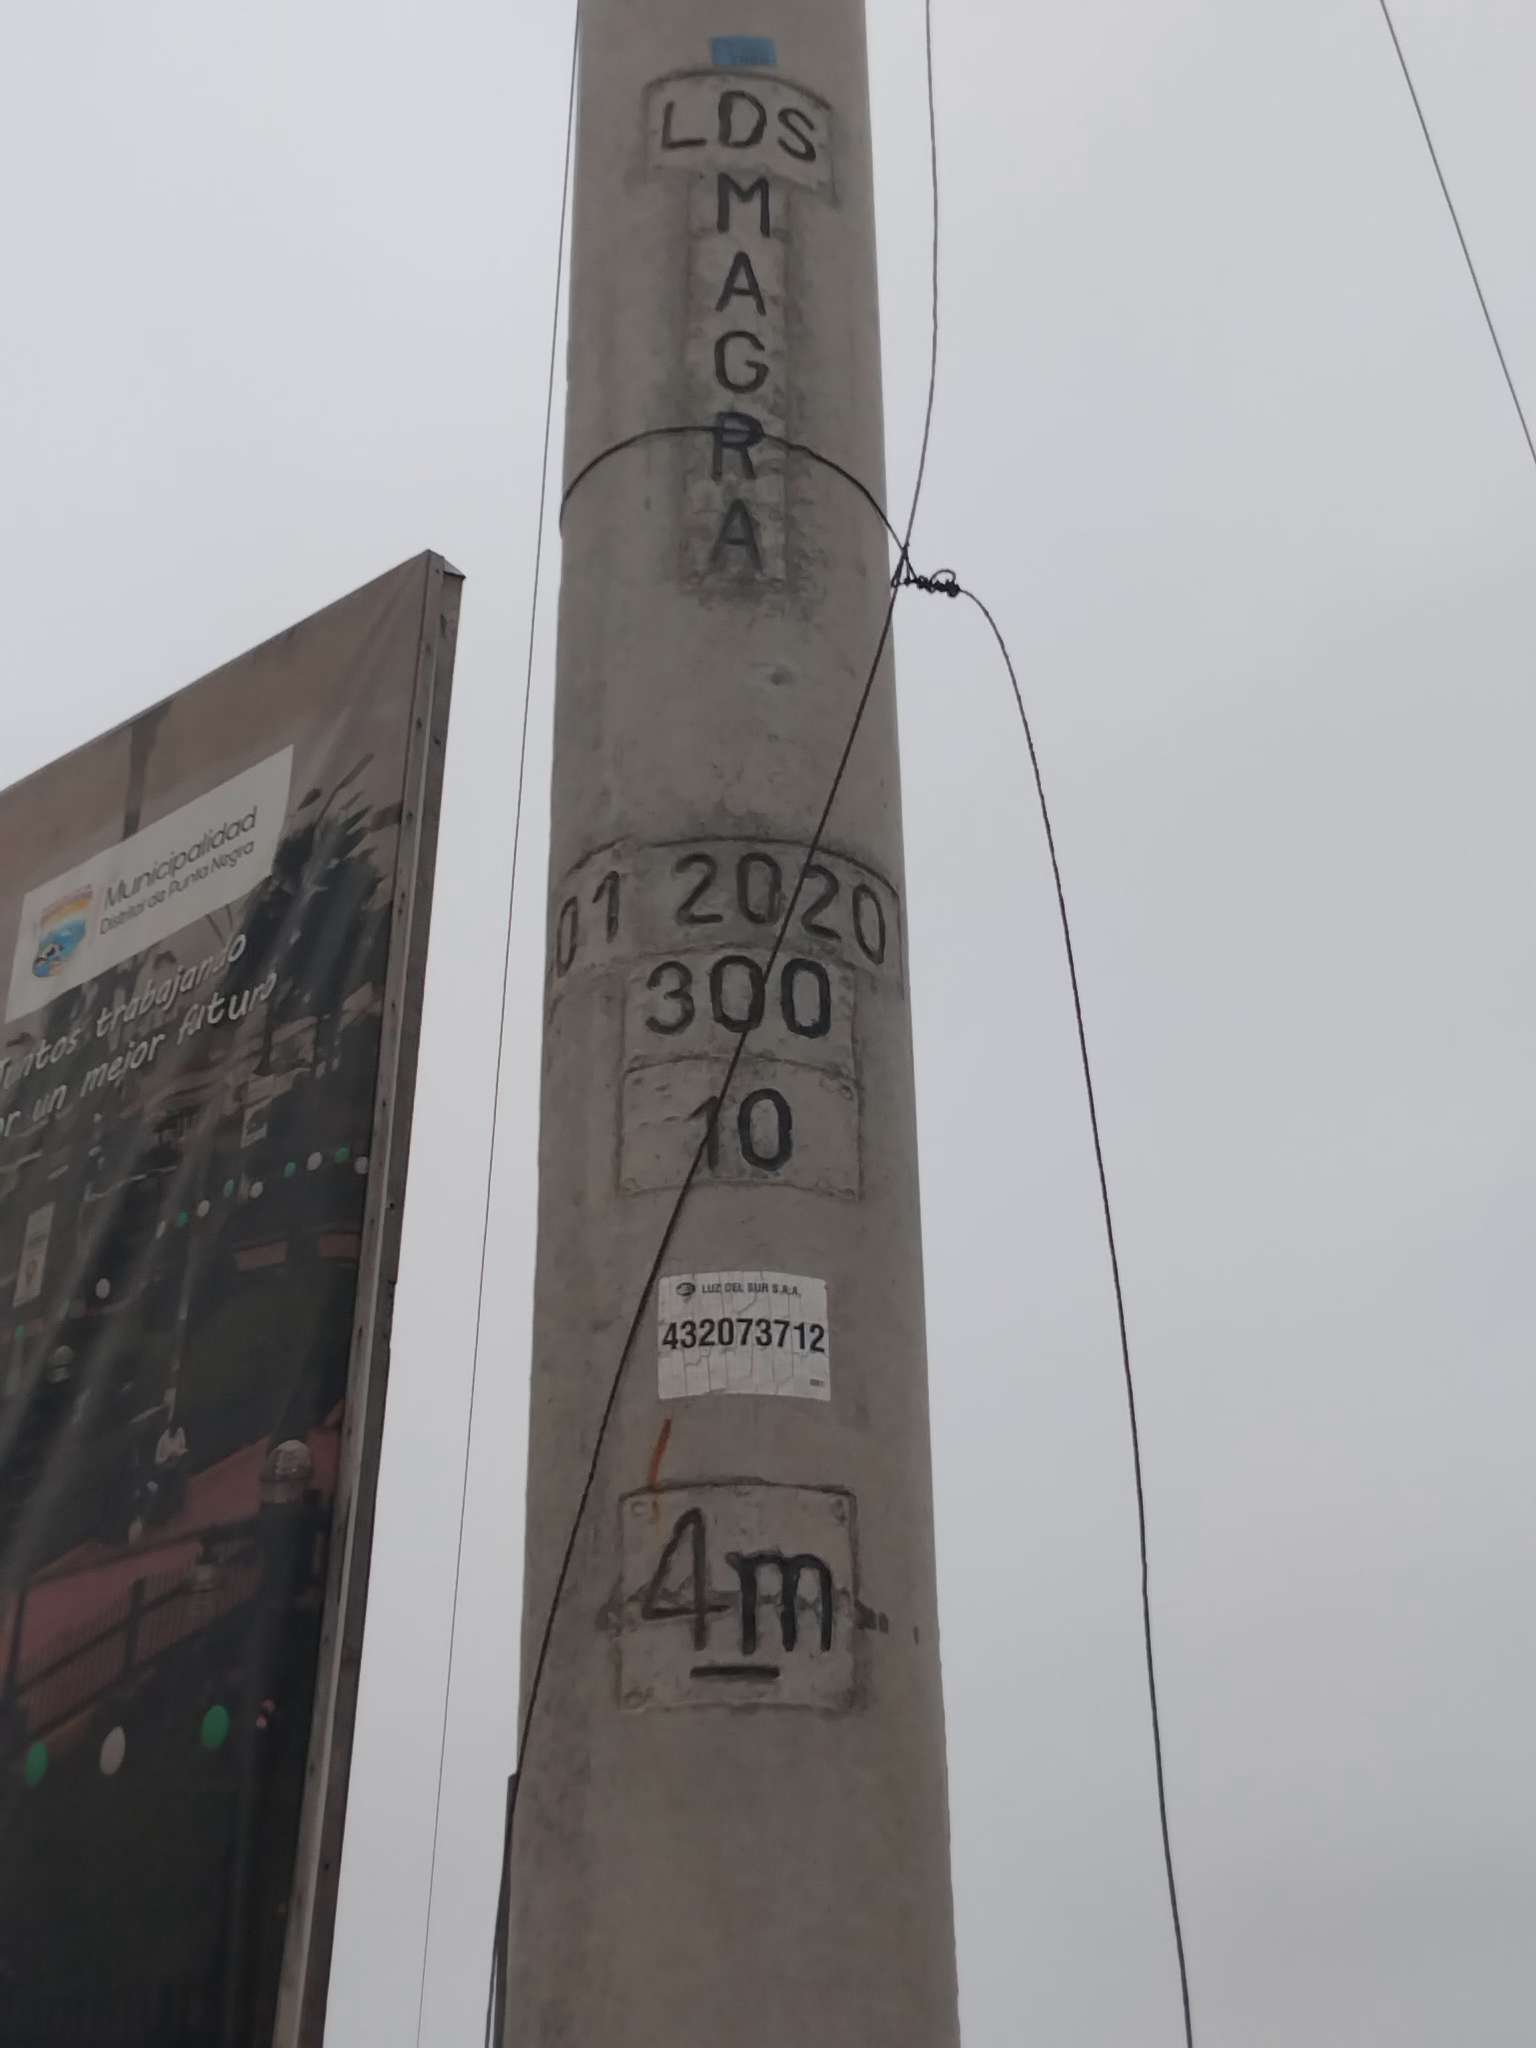 LDS
M
A
G
R
A
01 2020
300
10
LUZ DEL SUR S.A.A.
432073712
4m
Municipalidad
Distrital de Punta Negra
Juntos trabajando
por un mejor futuro